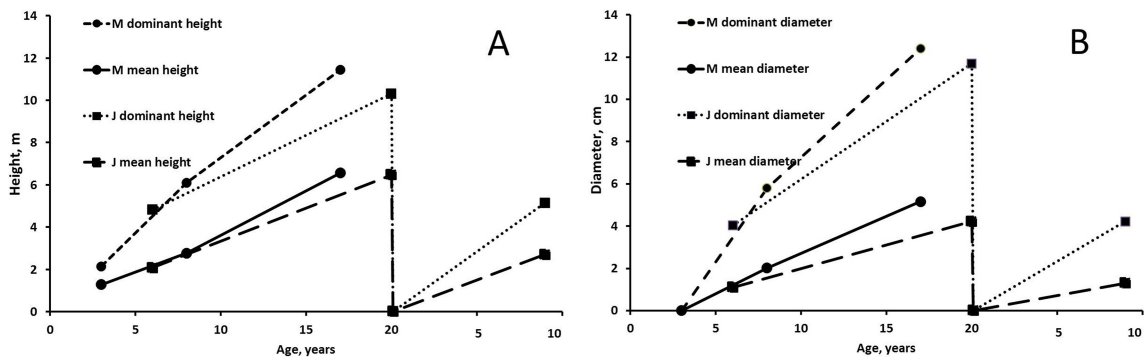 14
12
10
8
6
4
2
0
Height, m
M dominant height
M mean height
J dominant height
J mean height
A
0 5 10 15 20 5 10
Age, years
14
12
10
8
6
4
2
0
Diameter, cm
M dominant diameter
M mean diameter
J dominant diameter
J mean diameter
B
0 5 10 15 20 5 10
Age, years